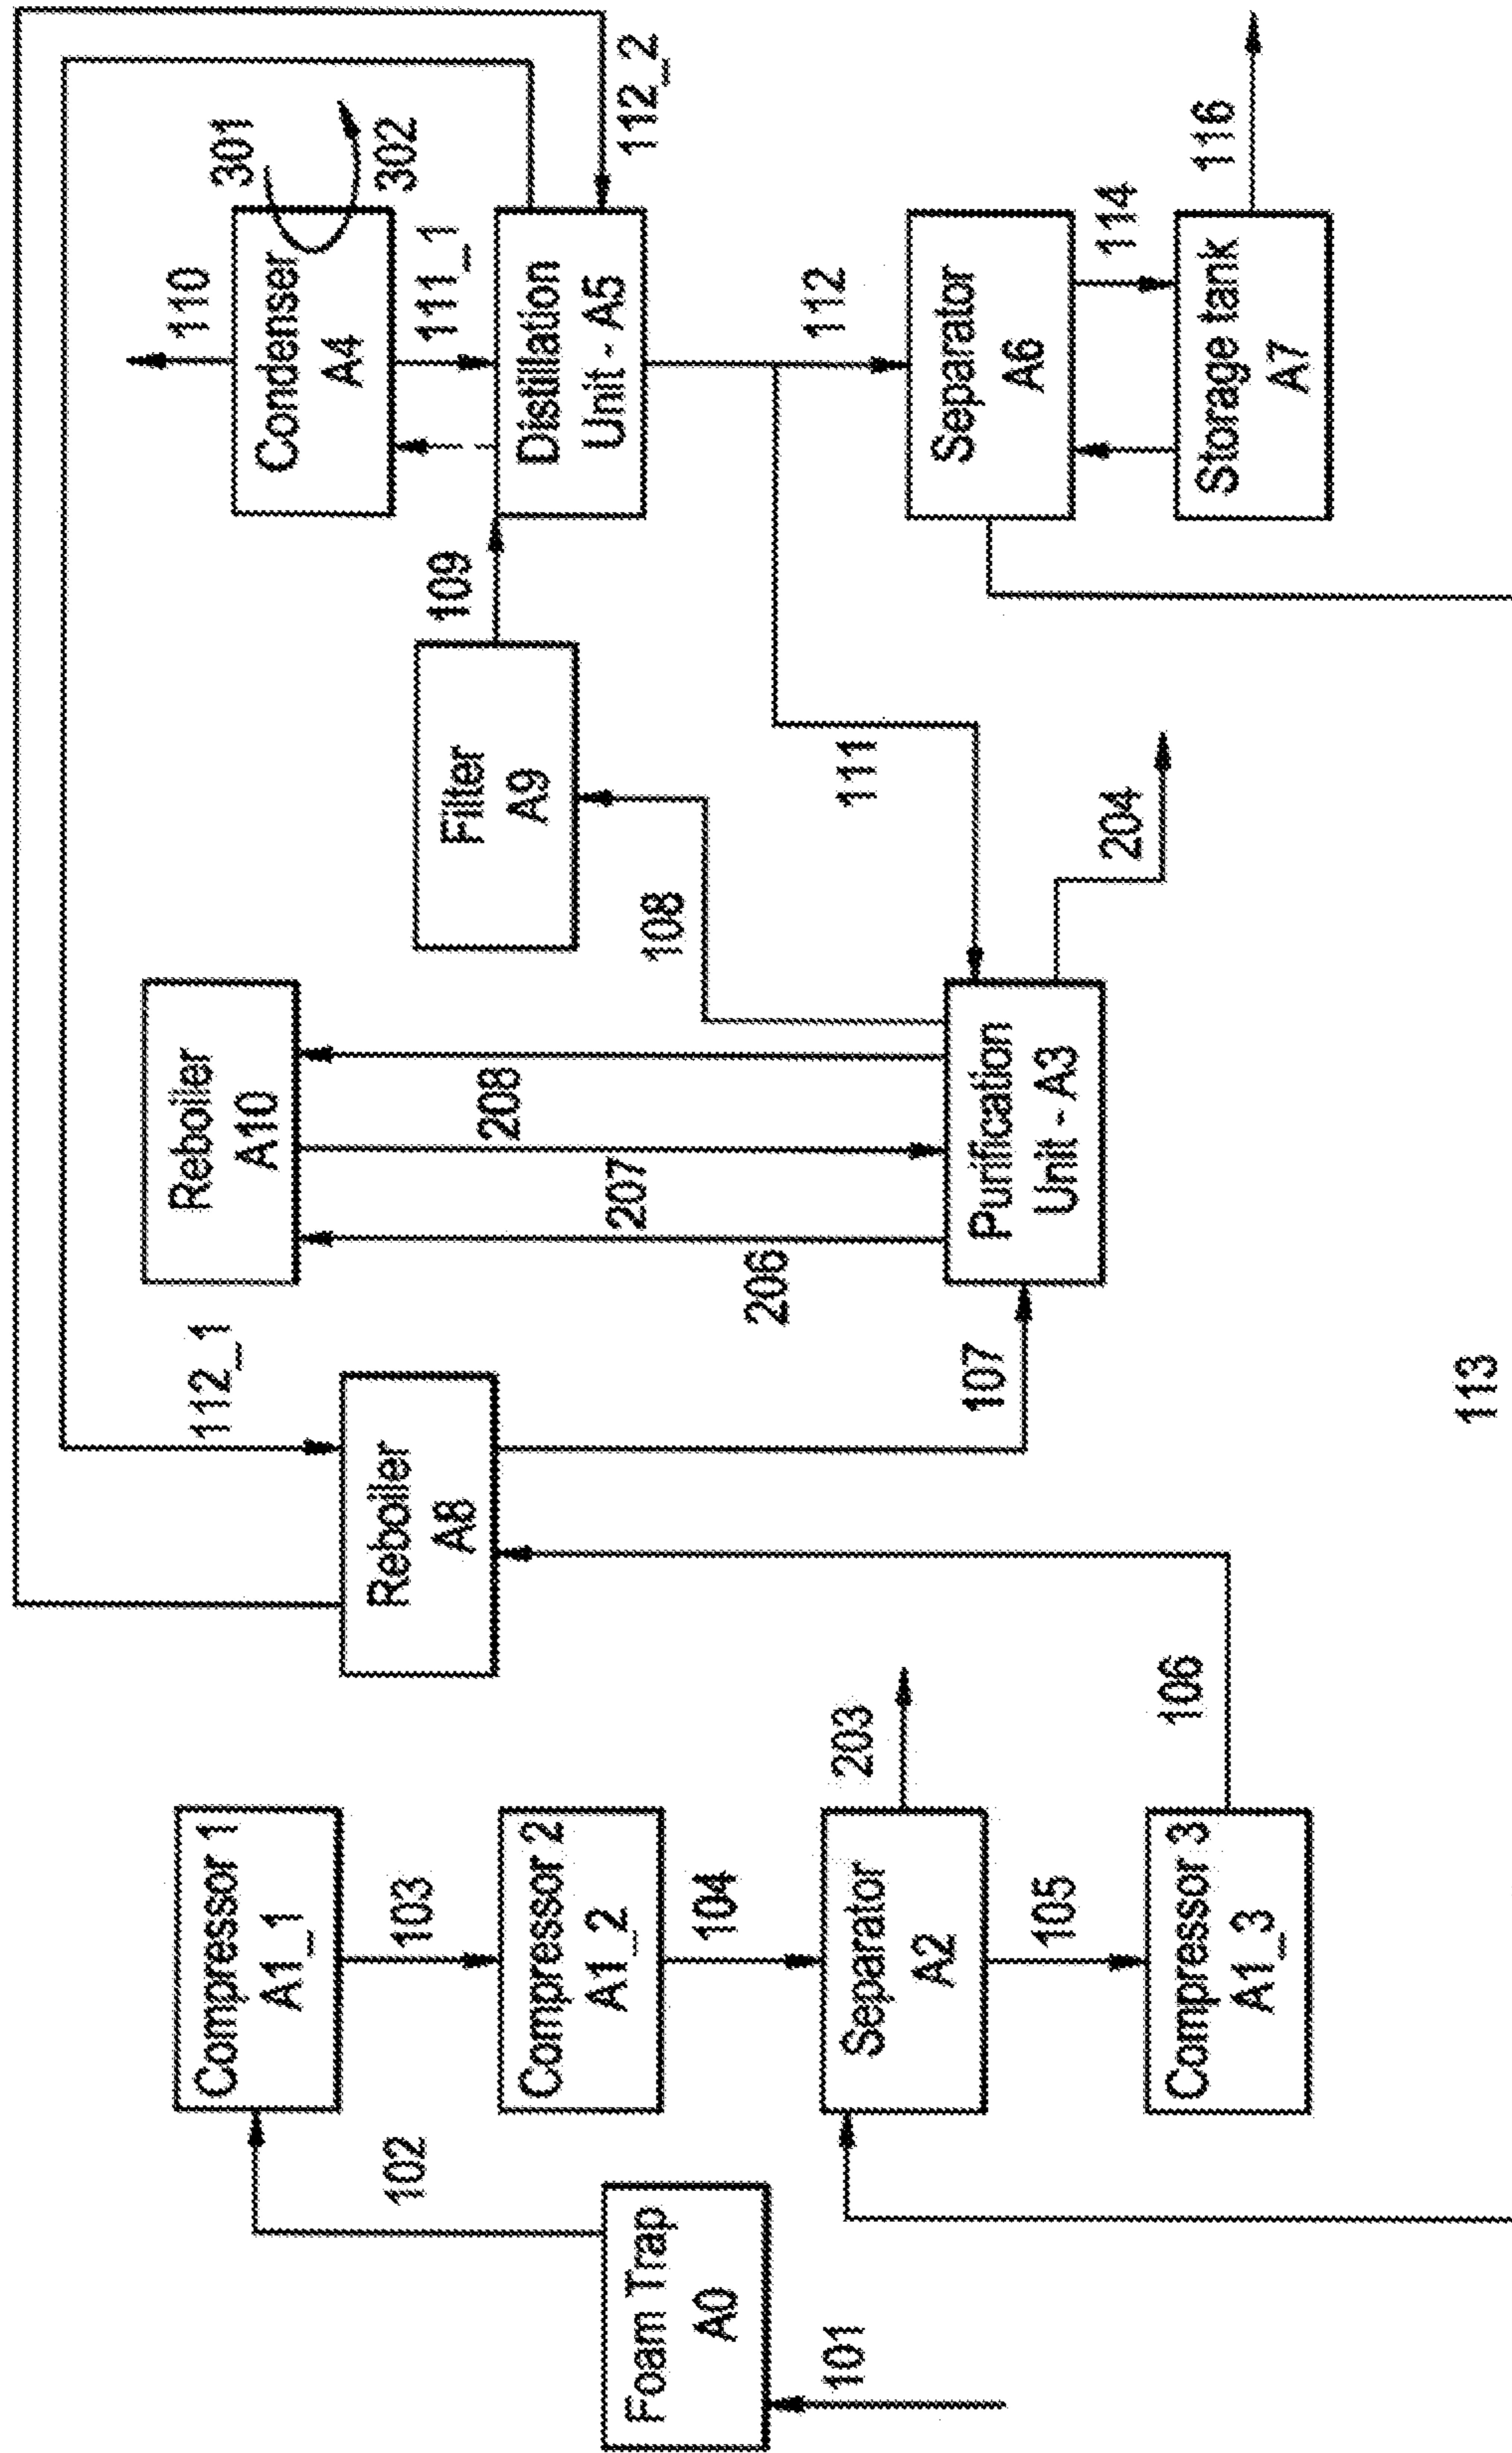 101
Foam Trap
A0
102
Compressor 1
A1_1
103
Compressor 2
A1_2
104
Separator
A2
203
105
Compressor 3
A1_3
106
Reboiler
A8
112_1
107
Reboiler
A10
206
207
208
Purification
Unit - A3
204
108
Filter
A9
109
111
110
Condenser
A4
301
302
111_1
Distillation
Unit - A5
112_2
112
Separator
A6
114
Storage tank
A7
116
113